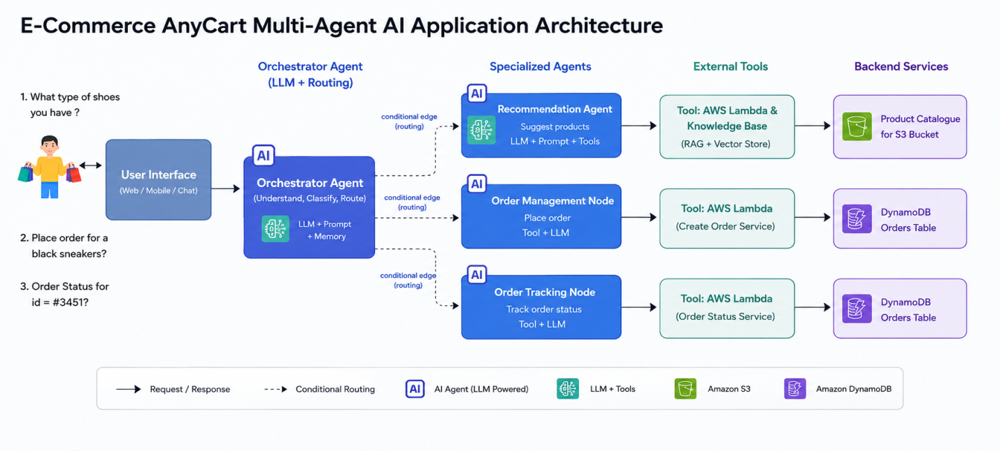 E-Commerce AnyCart Multi-Agent AI Application Architecture
Orchestrator Agent
(LLM + Routing)
Specialized Agents
External Tools
Backend Services
1. What type of shoes
you have ?
2. Place order for a
black sneakers?
3. Order Status for
id = #3451?
User Interface
(Web / Mobile / Chat)
AI
Orchestrator Agent
(Understand, Classify, Route)
LLM + Prompt
+ Memory
conditional edge
(routing)
conditional edge
(routing)
conditional edge
(routing)
AI
Recommendation Agent
Suggest products
LLM + Prompt + Tools
Tool: AWS Lambda &
Knowledge Base
(RAG + Vector Store)
Product Catalogue
for S3 Bucket
AI
Order Management Node
Place order
Tool + LLM
Tool: AWS Lambda
(Create Order Service)
DynamoDB
Orders Table
AI
Order Tracking Node
Track order status
Tool + LLM
Tool: AWS Lambda
(Order Status Service)
DynamoDB
Orders Table
Request / Response
Conditional Routing
AI
AI Agent (LLM Powered)
LLM + Tools
Amazon S3
Amazon DynamoDB